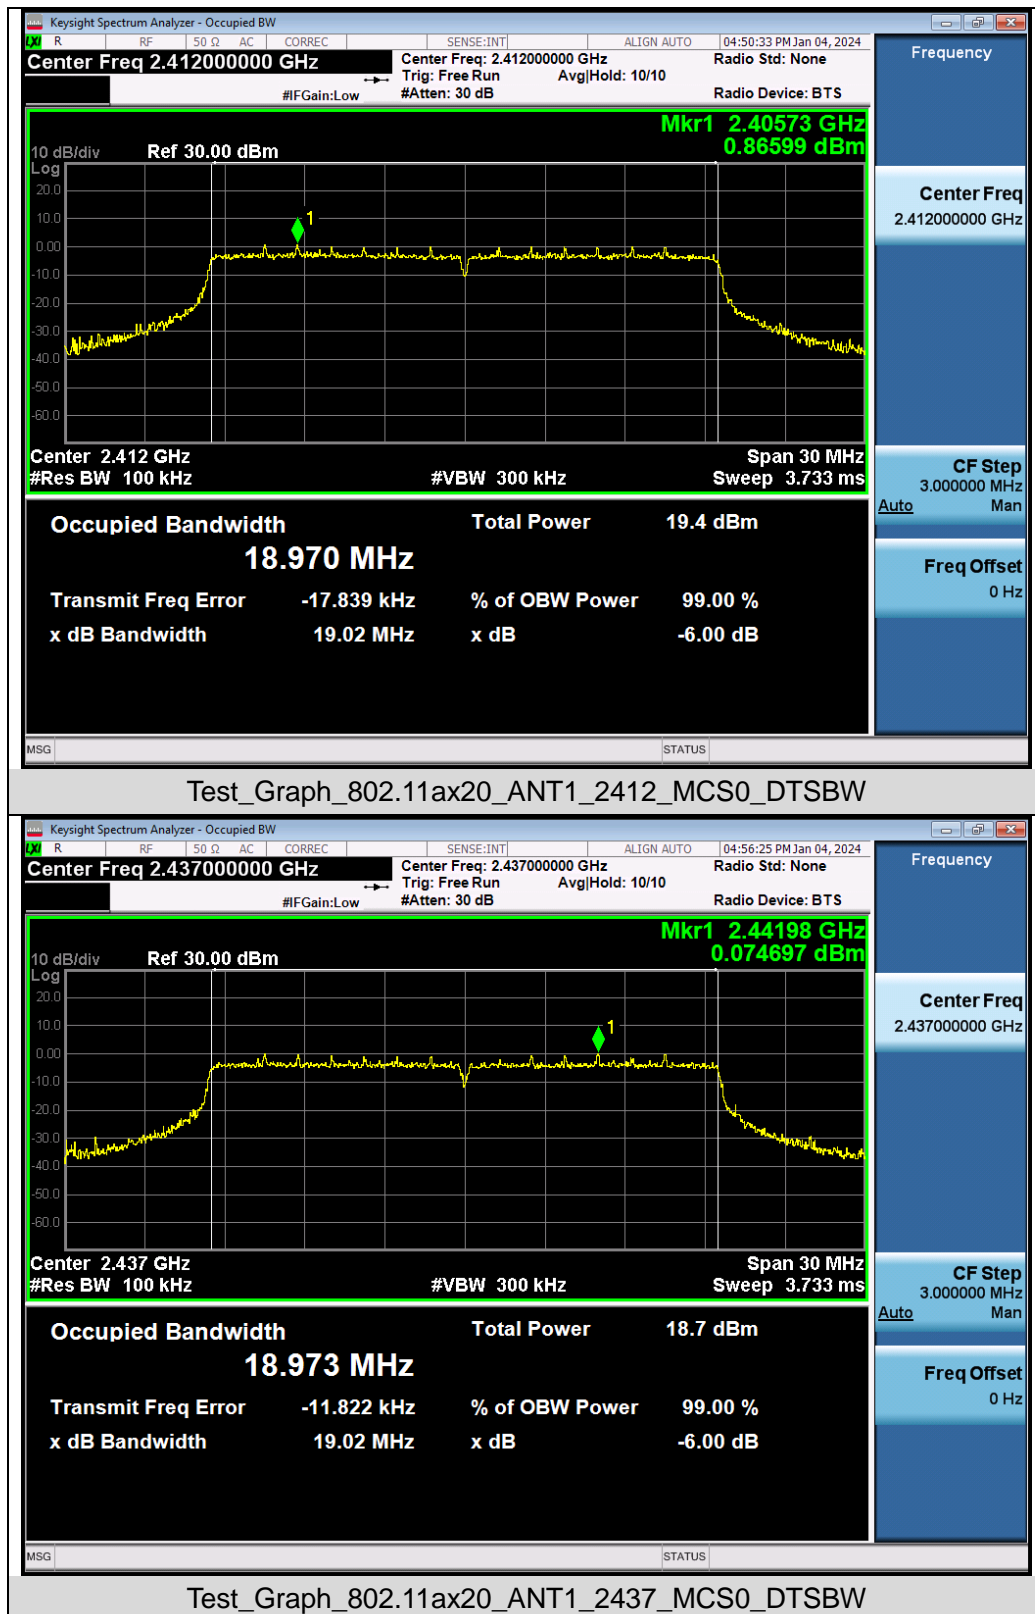 Keysight Spectrum Analyzer - Occupied BW
LXI R RF 50 Ω AC CORREC SENSE:INT ALIGN AUTO 04:50:33 PM Jan 04, 2024
Center Freq 2.412000000 GHz Center Freq: 2.412000000 GHz Radio Std: None
Trig: Free Run Avg|Hold: 10/10
#IFGain:Low #Atten: 30 dB Radio Device: BTS
Frequency
Mkr1 2.40573 GHz
0.86599 dBm
10 dB/div Ref 30.00 dBm
Log
20.0
10.0
0.00
-10.0
-20.0
-30.0
-40.0
-50.0
-60.0
1
Center 2.412 GHz Span 30 MHz
#Res BW 100 kHz #VBW 300 kHz Sweep 3.733 ms
Center Freq
2.412000000 GHz
CF Step
3.000000 MHz
Auto Man
Freq Offset
0 Hz
Occupied Bandwidth Total Power 19.4 dBm
18.970 MHz
Transmit Freq Error -17.839 kHz % of OBW Power 99.00 %
x dB Bandwidth 19.02 MHz x dB -6.00 dB
MSG STATUS
Test_Graph_802.11ax20_ANT1_2412_MCS0_DTSBW
Keysight Spectrum Analyzer - Occupied BW
LXI R RF 50 Ω AC CORREC SENSE:INT ALIGN AUTO 04:56:25 PM Jan 04, 2024
Center Freq 2.437000000 GHz Center Freq: 2.437000000 GHz Radio Std: None
Trig: Free Run Avg|Hold: 10/10
#IFGain:Low #Atten: 30 dB Radio Device: BTS
Frequency
Mkr1 2.44198 GHz
0.074697 dBm
10 dB/div Ref 30.00 dBm
Log
20.0
10.0
0.00
-10.0
-20.0
-30.0
-40.0
-50.0
-60.0
1
Center 2.437 GHz Span 30 MHz
#Res BW 100 kHz #VBW 300 kHz Sweep 3.733 ms
Center Freq
2.437000000 GHz
CF Step
3.000000 MHz
Auto Man
Freq Offset
0 Hz
Occupied Bandwidth Total Power 18.7 dBm
18.973 MHz
Transmit Freq Error -11.822 kHz % of OBW Power 99.00 %
x dB Bandwidth 19.02 MHz x dB -6.00 dB
MSG STATUS
Test_Graph_802.11ax20_ANT1_2437_MCS0_DTSBW